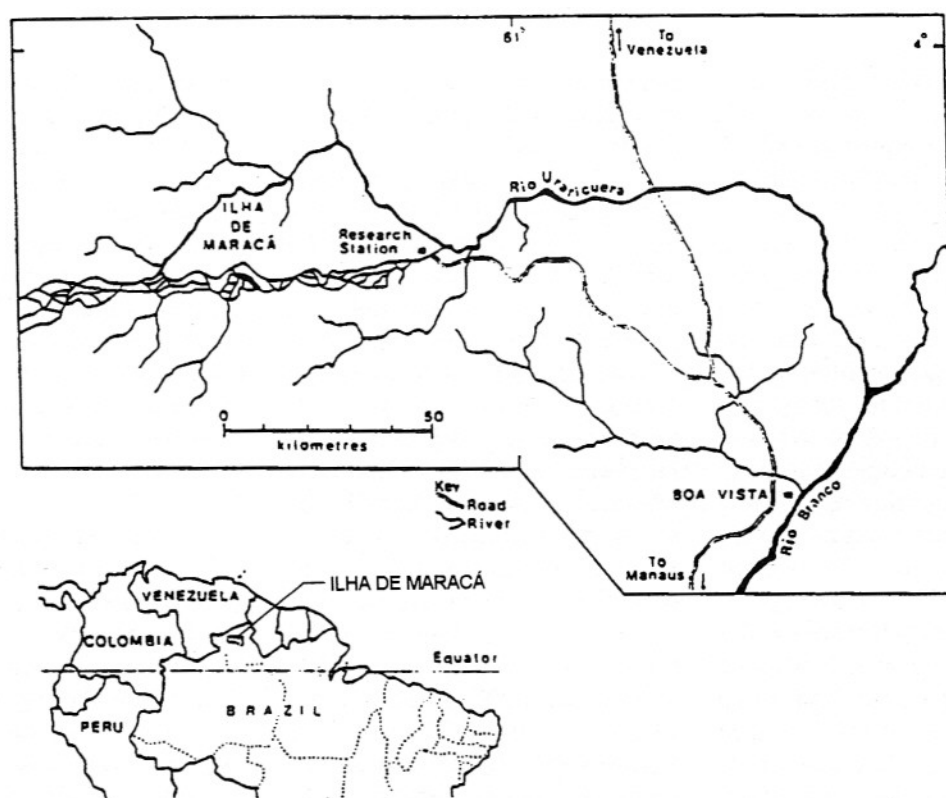 61°
To
Venezuela
4°
Rio Uraricuera
ILHA
DE
MARACÁ
Research
Station
0 50
kilometres
BOA VISTA
Rio Branco
Key
Road
River
To
Manaus
ILHA DE MARACÁ
VENEZUELA
COLOMBIA
Equator
BRAZIL
PERU